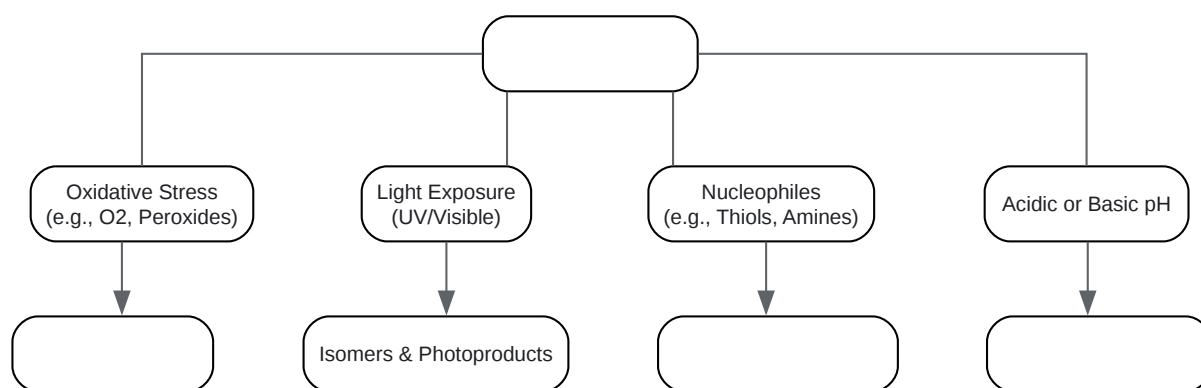 Oxidative Stress
(e.g., O2, Peroxides)
Light Exposure
(UV/Visible)
Nucleophiles
(e.g., Thiols, Amines)
Acidic or Basic pH
Isomers & Photoproducts